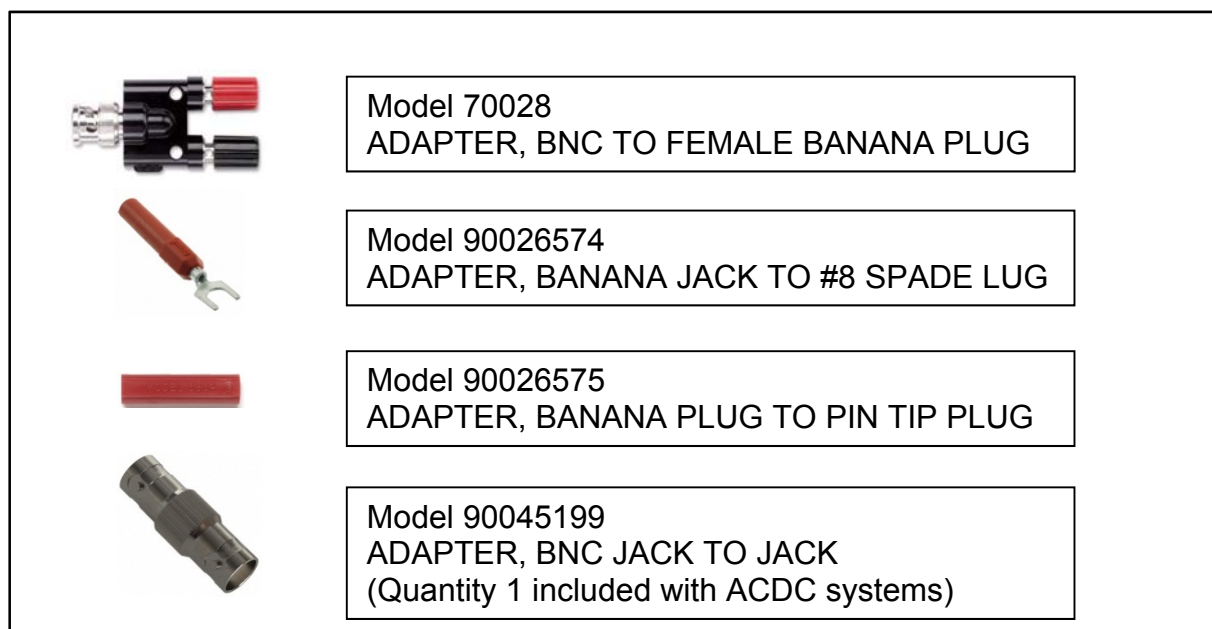 Model 70028
ADAPTER, BNC TO FEMALE BANANA PLUG
Model 90026574
ADAPTER, BANANA JACK TO #8 SPADE LUG
Model 90026575
ADAPTER, BANANA PLUG TO PIN TIP PLUG
Model 90045199
ADAPTER, BNC JACK TO JACK
(Quantity 1 included with ACDC systems)